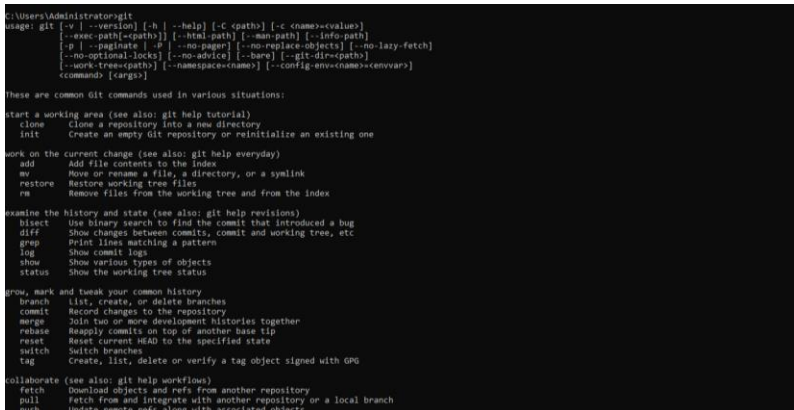 C:\Users\Administrator>git
usage: git [-v | --version] [-h | --help] [-C <path>] [-c <name>=<value>]
[--exec-path[=<path>]] [--html-path] [--man-path] [--info-path]
[-p | --paginate | -P | --no-pager] [--no-replace-objects] [--no-lazy-fetch]
[--no-optional-locks] [--no-advice] [--bare] [--git-dir=<path>]
[--work-tree=<path>] [--namespace=<name>] [--config-env=<name>=<envvar>]
<command> [<args>]
These are common Git commands used in various situations:
start a working area (see also: git help tutorial)
clone Clone a repository into a new directory
init Create an empty Git repository or reinitialize an existing one
work on the current change (see also: git help everyday)
add Add file contents to the index
mv Move or rename a file, a directory, or a symlink
restore Restore working tree files
rm Remove files from the working tree and from the index
examine the history and state (see also: git help revisions)
bisect Use binary search to find the commit that introduced a bug
diff Show changes between commits, commit and working tree, etc
grep Print lines matching a pattern
log Show commit logs
show Show various types of objects
status Show the working tree status
grow, mark and tweak your common history
branch List, create, or delete branches
commit Record changes to the repository
merge Join two or more development histories together
rebase Reapply commits on top of another base tip
reset Reset current HEAD to the specified state
switch Switch branches
tag Create, list, delete or verify a tag object signed with GPG
collaborate (see also: git help workflows)
fetch Download objects and refs from another repository
pull Fetch from and integrate with another repository or a local branch
push Update remote refs along with associated objects